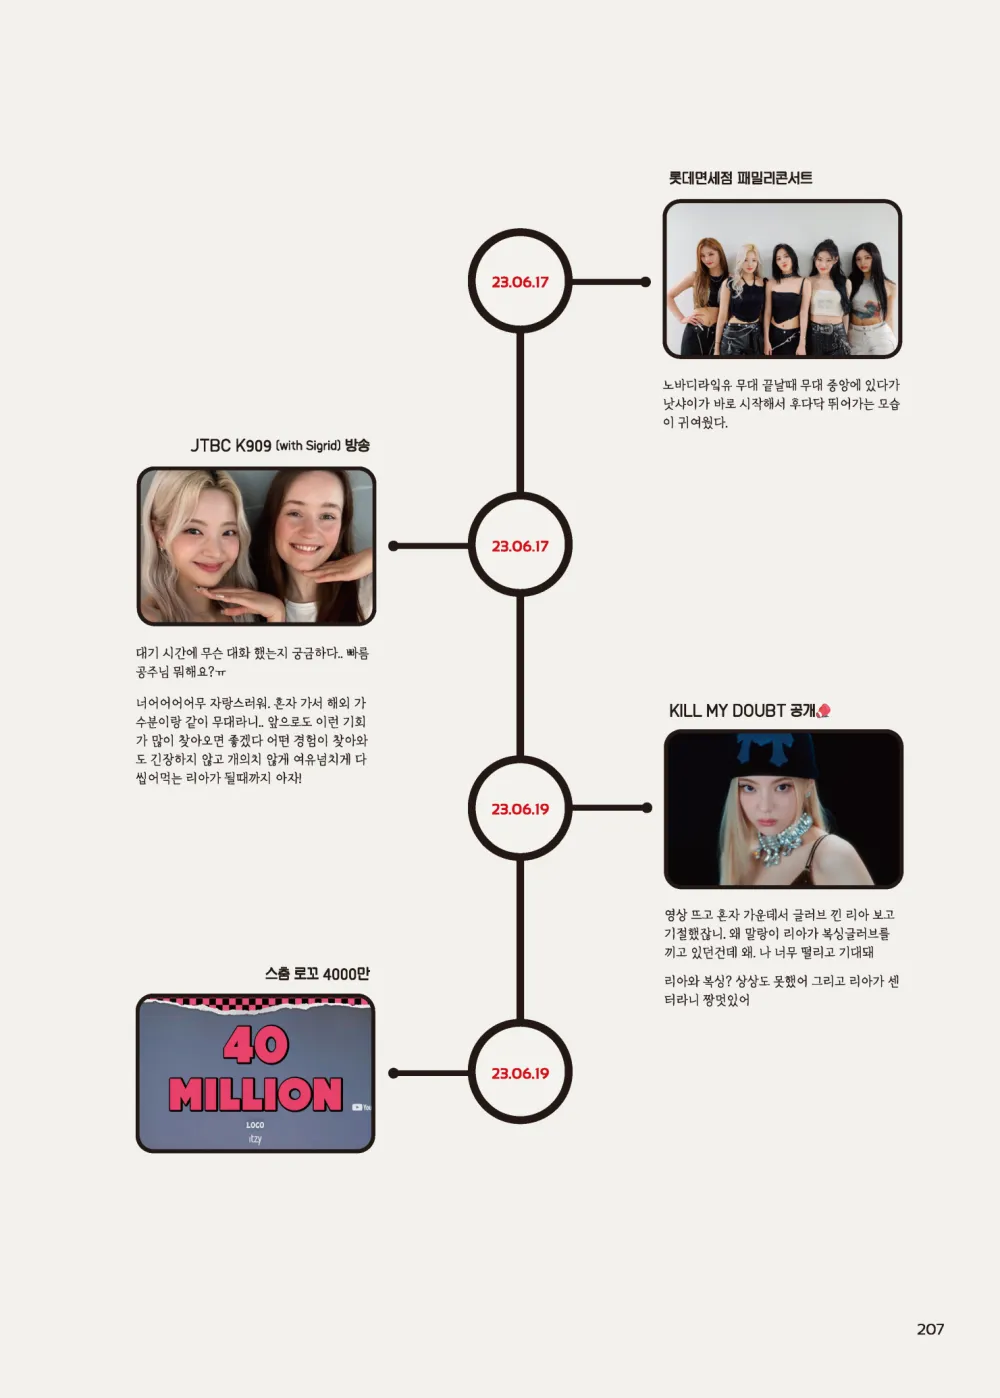 롯데면세점 패밀리콘서트
23.06.17
노바디라잌유 무대 끝날때 무대 중앙에 있다가
낫샤이가 바로 시작해서 후다닥 뛰어가는 모습
이 귀여웠다.
JTBC K909 (with Sigrid) 방송
23.06.17
대기 시간에 무슨 대화 했는지 궁금하다.. 빠름
공주님 뭐해요?ㅠ
너어어어어무 자랑스러워. 혼자 가서 해외 가
수분이랑 같이 무대라니.. 앞으로도 이런 기회
가 많이 찾아오면 좋겠다 어떤 경험이 찾아와
도 긴장하지 않고 개의치 않게 여유넘치게 다
씹어먹는 리아가 될때까지 아자!
KILL MY DOUBT 공개
23.06.19
영상 뜨고 혼자 가운데서 글러브 낀 리아 보고
기절했잖니. 왜 말랑이 리아가 복싱글러브를
끼고 있던건데 왜. 나 너무 떨리고 기대돼
리아와 복싱? 상상도 못했어 그리고 리아가 센
터라니 짱멋있어
스춤 로꼬 4000만
40
MILLION
You
LOCO
itzy
23.06.19
207